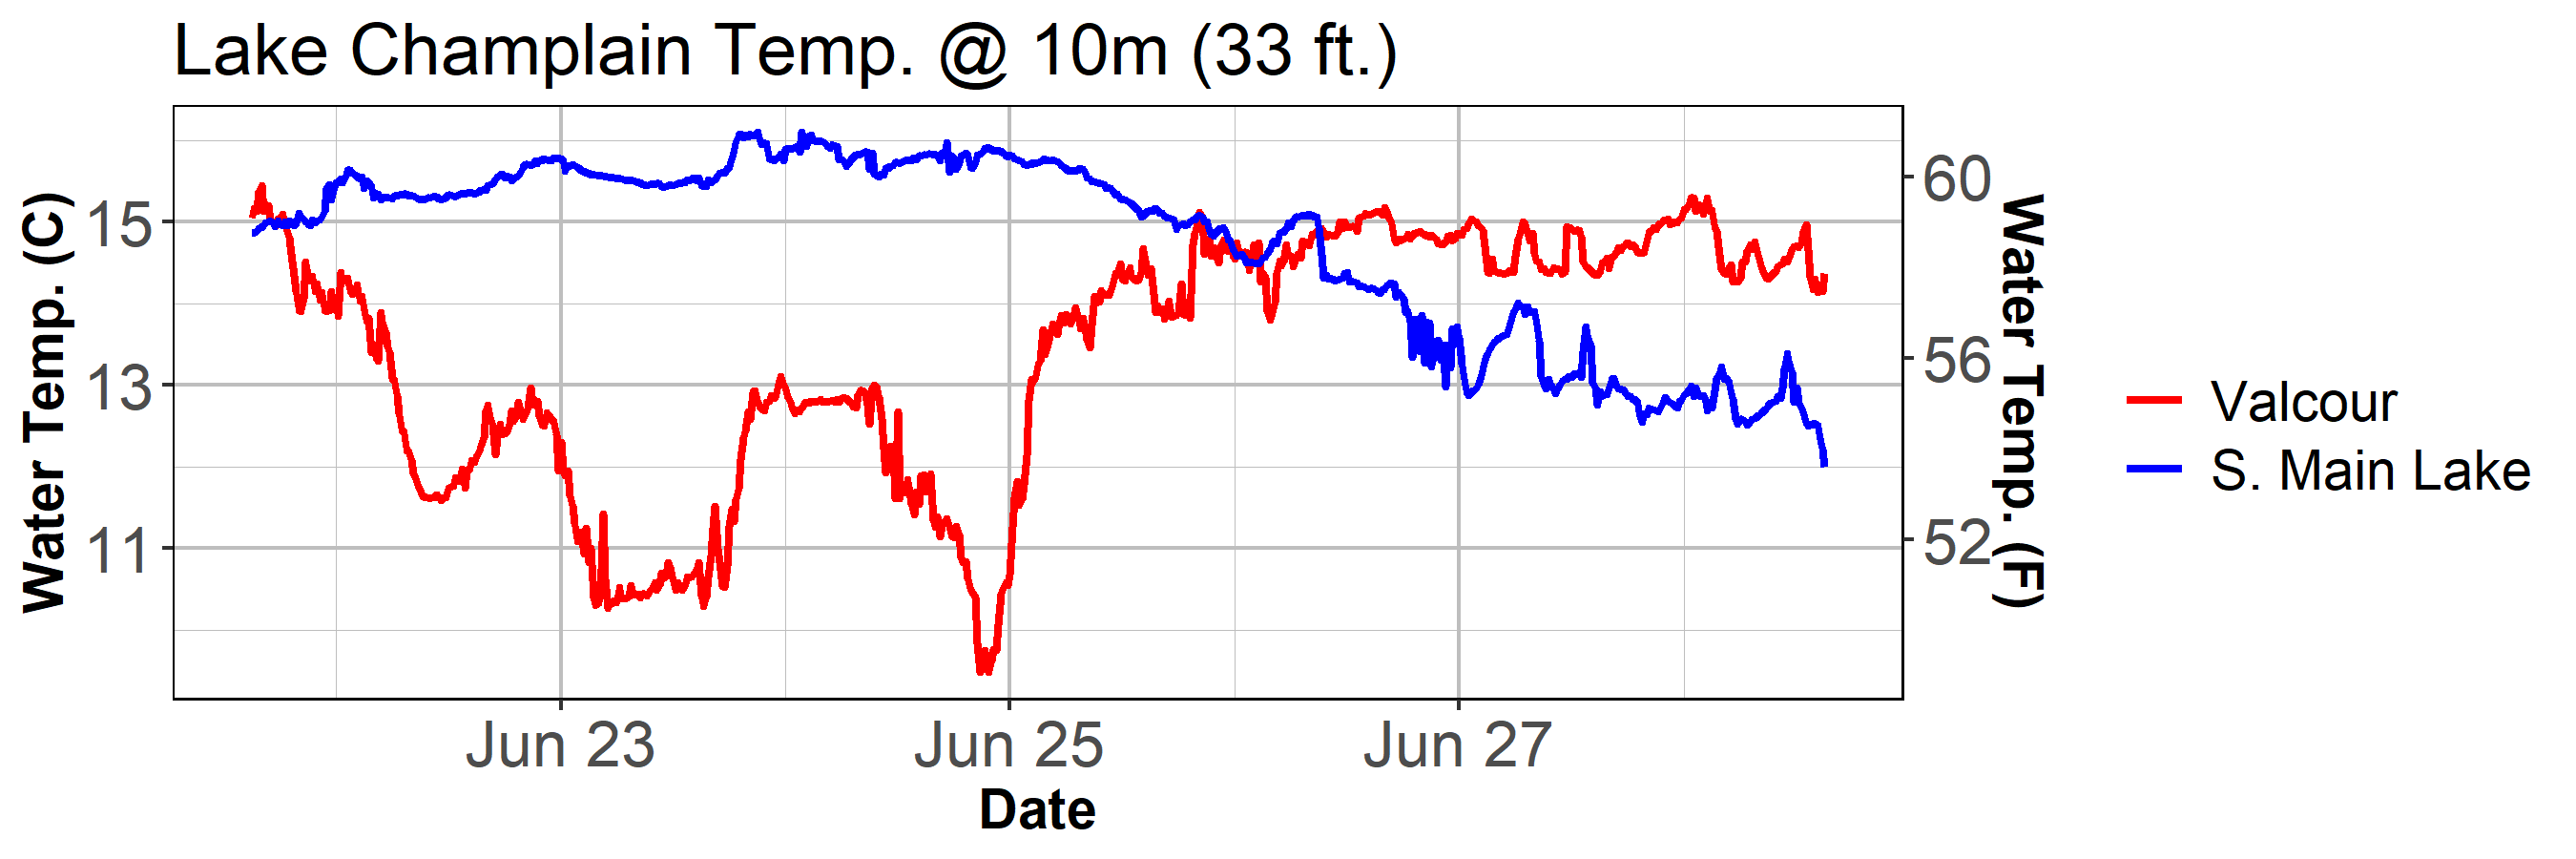 Lake Champlain Temp. @ 10m (33 ft.)
Water Temp. (C)
15
13
11
60
56
52
Water Temp. (F)
Jun 23
Jun 25
Jun 27
Date
Valcour
S. Main Lake